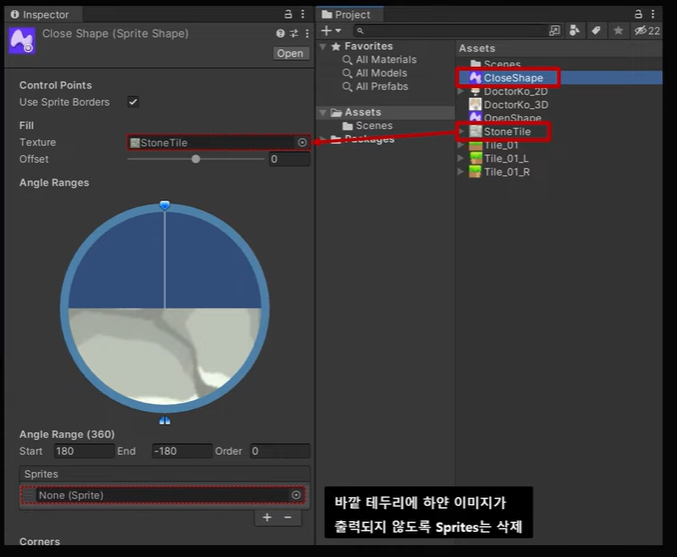 Inspector
Close Shape (Sprite Shape)
Open
Control Points
Use Sprite Borders
Fill
Texture
StoneTile
Offset
0
Angle Ranges
Angle Range (360)
Start 180 End -180 Order 0
Sprites
None (Sprite)
+ −
Corners
Project
22
Favorites
All Materials
All Models
All Prefabs
Assets
Scenes
Packages
Assets
Scenes
CloseShape
DoctorKo_2D
DoctorKo_3D
OpenShape
StoneTile
Tile_01
Tile_01_L
Tile_01_R
바깥 테두리에 하얀 이미지가
출력되지 않도록 Sprites는 삭제